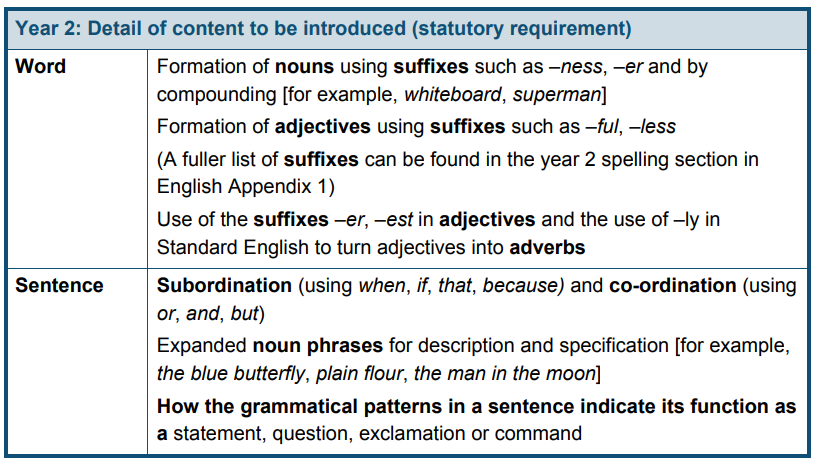 Year 2: Detail of content to be introduced (statutory requirement)
Word
Formation of nouns using suffixes such as –ness, –er and by
compounding [for example, whiteboard, superman]
Formation of adjectives using suffixes such as –ful, –less
(A fuller list of suffixes can be found in the year 2 spelling section in
English Appendix 1)
Use of the suffixes –er, –est in adjectives and the use of –ly in
Standard English to turn adjectives into adverbs
Sentence
Subordination (using when, if, that, because) and co-ordination (using
or, and, but)
Expanded noun phrases for description and specification [for example,
the blue butterfly, plain flour, the man in the moon]
How the grammatical patterns in a sentence indicate its function as
a statement, question, exclamation or command